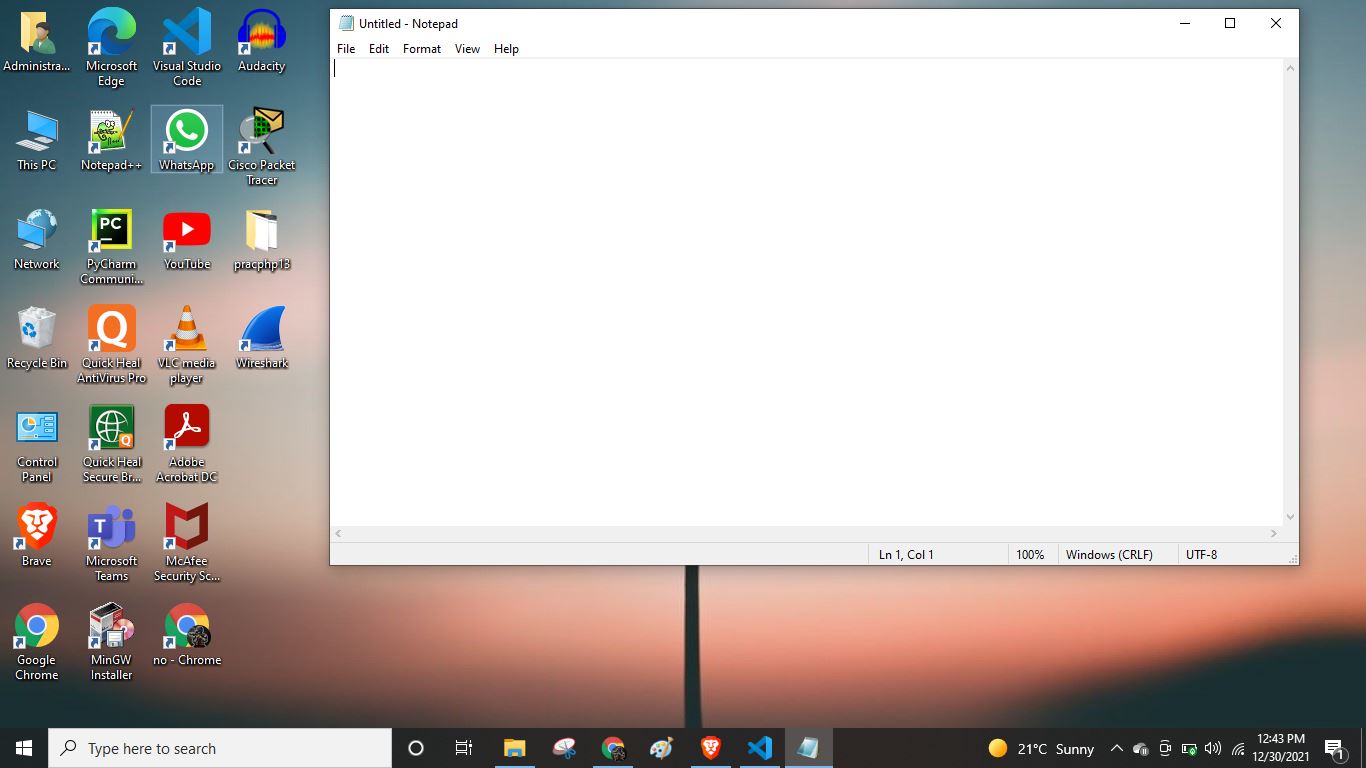 Administra...
Microsoft
Edge
Visual Studio
Code
Audacity
This PC
Notepad++
WhatsApp
Cisco Packet
Tracer
Network
PC
PyCharm
Communi...
YouTube
pracphp13
Recycle Bin
Quick Heal
AntiVirus Pro
VLC media
player
Wireshark
Control
Panel
Quick Heal
Secure Br...
Adobe
Acrobat DC
Brave
Microsoft
Teams
McAfee
Security Sc...
Google
Chrome
MinGW
Installer
no - Chrome
Untitled - Notepad
File Edit Format View Help
Ln 1, Col 1 100% Windows (CRLF) UTF-8
Type here to search
21°C Sunny
12:43 PM
12/30/2021
1